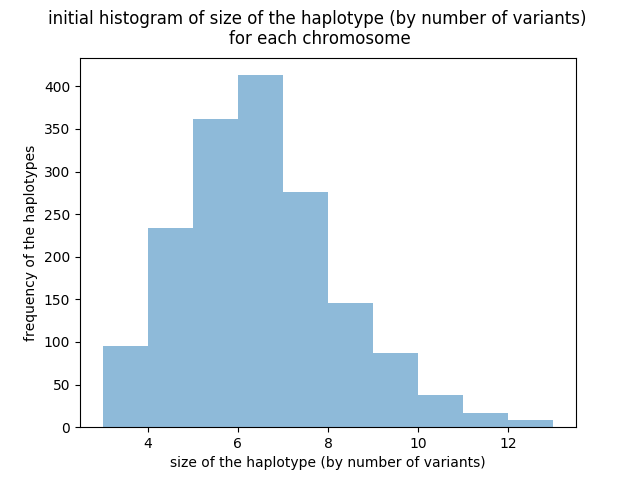 initial histogram of size of the haplotype (by number of variants)
for each chromosome
frequency of the haplotypes
400
350
300
250
200
150
100
50
0
4 6 8 10 12
size of the haplotype (by number of variants)